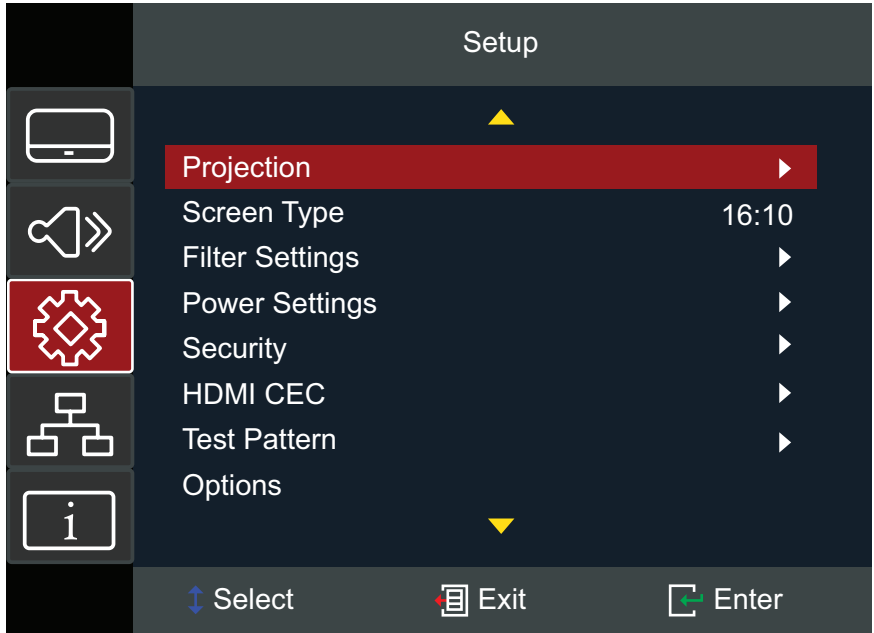 Setup
Projection
Screen Type 16:10
Filter Settings
Power Settings
Security
HDMI CEC
Test Pattern
Options
i
Select Exit Enter